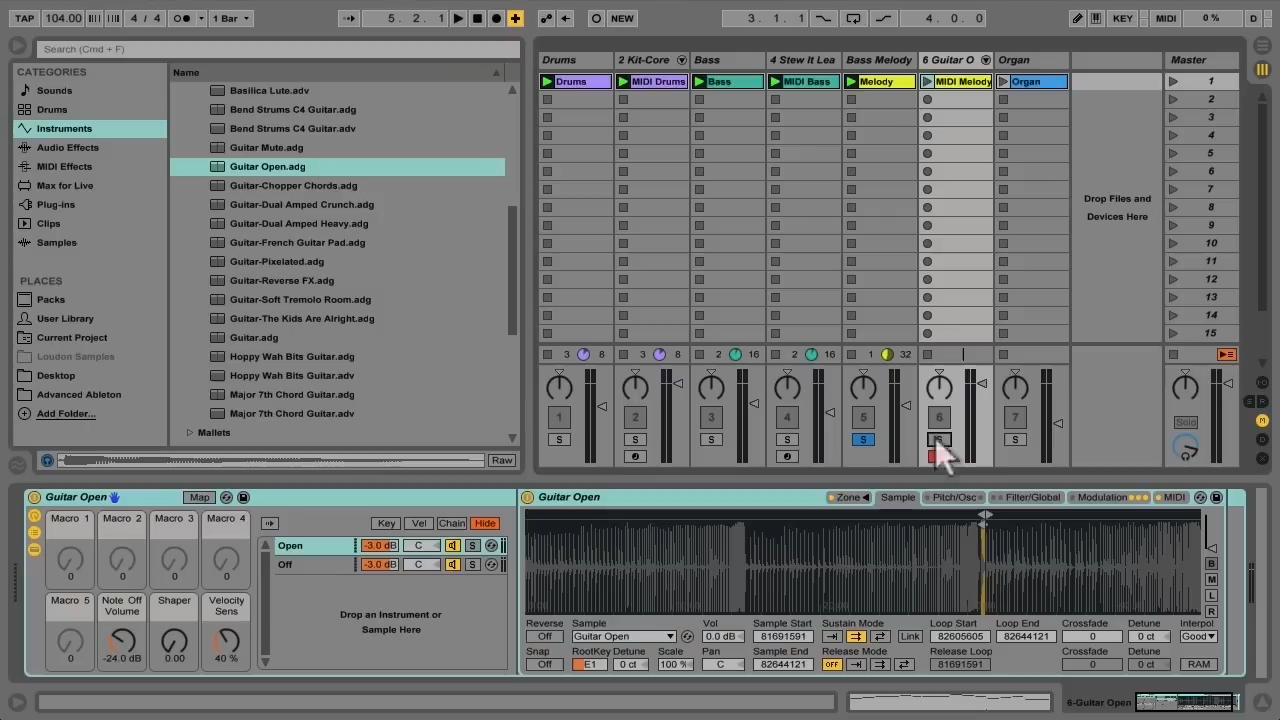 TAP 104.00 4 / 4 1 Bar 5. 2. 1 NEW 3. 1. 1 4. 0. 0 KEY MIDI 0 % D
Search (Cmd + F)
CATEGORIES
Sounds
Drums
Instruments
Audio Effects
MIDI Effects
Max for Live
Plug-ins
Clips
Samples
PLACES
Packs
User Library
Current Project
Loudon Samples
Desktop
Advanced Ableton
Add Folder...
Name
Basilica Lute.adv
Bend Strums C4 Guitar.adg
Bend Strums C4 Guitar.adv
Guitar Mute.adg
Guitar Open.adg
Guitar-Chopper Chords.adg
Guitar-Dual Amped Crunch.adg
Guitar-Dual Amped Heavy.adg
Guitar-French Guitar Pad.adg
Guitar-Pixelated.adg
Guitar-Reverse FX.adg
Guitar-Soft Tremolo Room.adg
Guitar-The Kids Are Alright.adg
Guitar.adg
Hoppy Wah Bits Guitar.adg
Hoppy Wah Bits Guitar.adv
Major 7th Chord Guitar.adg
Major 7th Chord Guitar.adv
Mallets
Raw
Drums 2 Kit-Core Bass 4 Stew It Lea Bass Melody 6 Guitar O Organ Master
Drums MIDI Drums Bass MIDI Bass Melody MIDI Melody Organ 1
2
3
4
5
6
7
8
9
10
11
12
13
14
15
Drop Files and
Devices Here
3 8 3 8 2 16 2 16 1 32
1 2 3 4 5 6 7 Solo
S S S S S S S
Guitar Open Map
Macro 1 Macro 2 Macro 3 Macro 4
0 0 0 0
Macro 5 Note Off Volume Shaper Velocity Sens
0 -24.0 dB 0.00 40 %
Key Vel Chain Hide
Open -3.0 dB C S
Off -3.0 dB C S
Drop an Instrument or
Sample Here
Guitar Open Zone Sample Pitch/Osc Filter/Global Modulation MIDI
B
M
L
R
Reverse Sample Vol Sample Start Sustain Mode Loop Start Loop End Crossfade Detune Interpol
Off Guitar Open 0.0 dB 81691591 Link 82605605 82644121 0 0 ct Good
Snap RootKey Detune Scale Pan Sample End Release Mode Release Loop Crossfade Detune
Off E1 0 ct 100 % C 82644121 OFF 81691591 0 0 ct RAM
6-Guitar Open